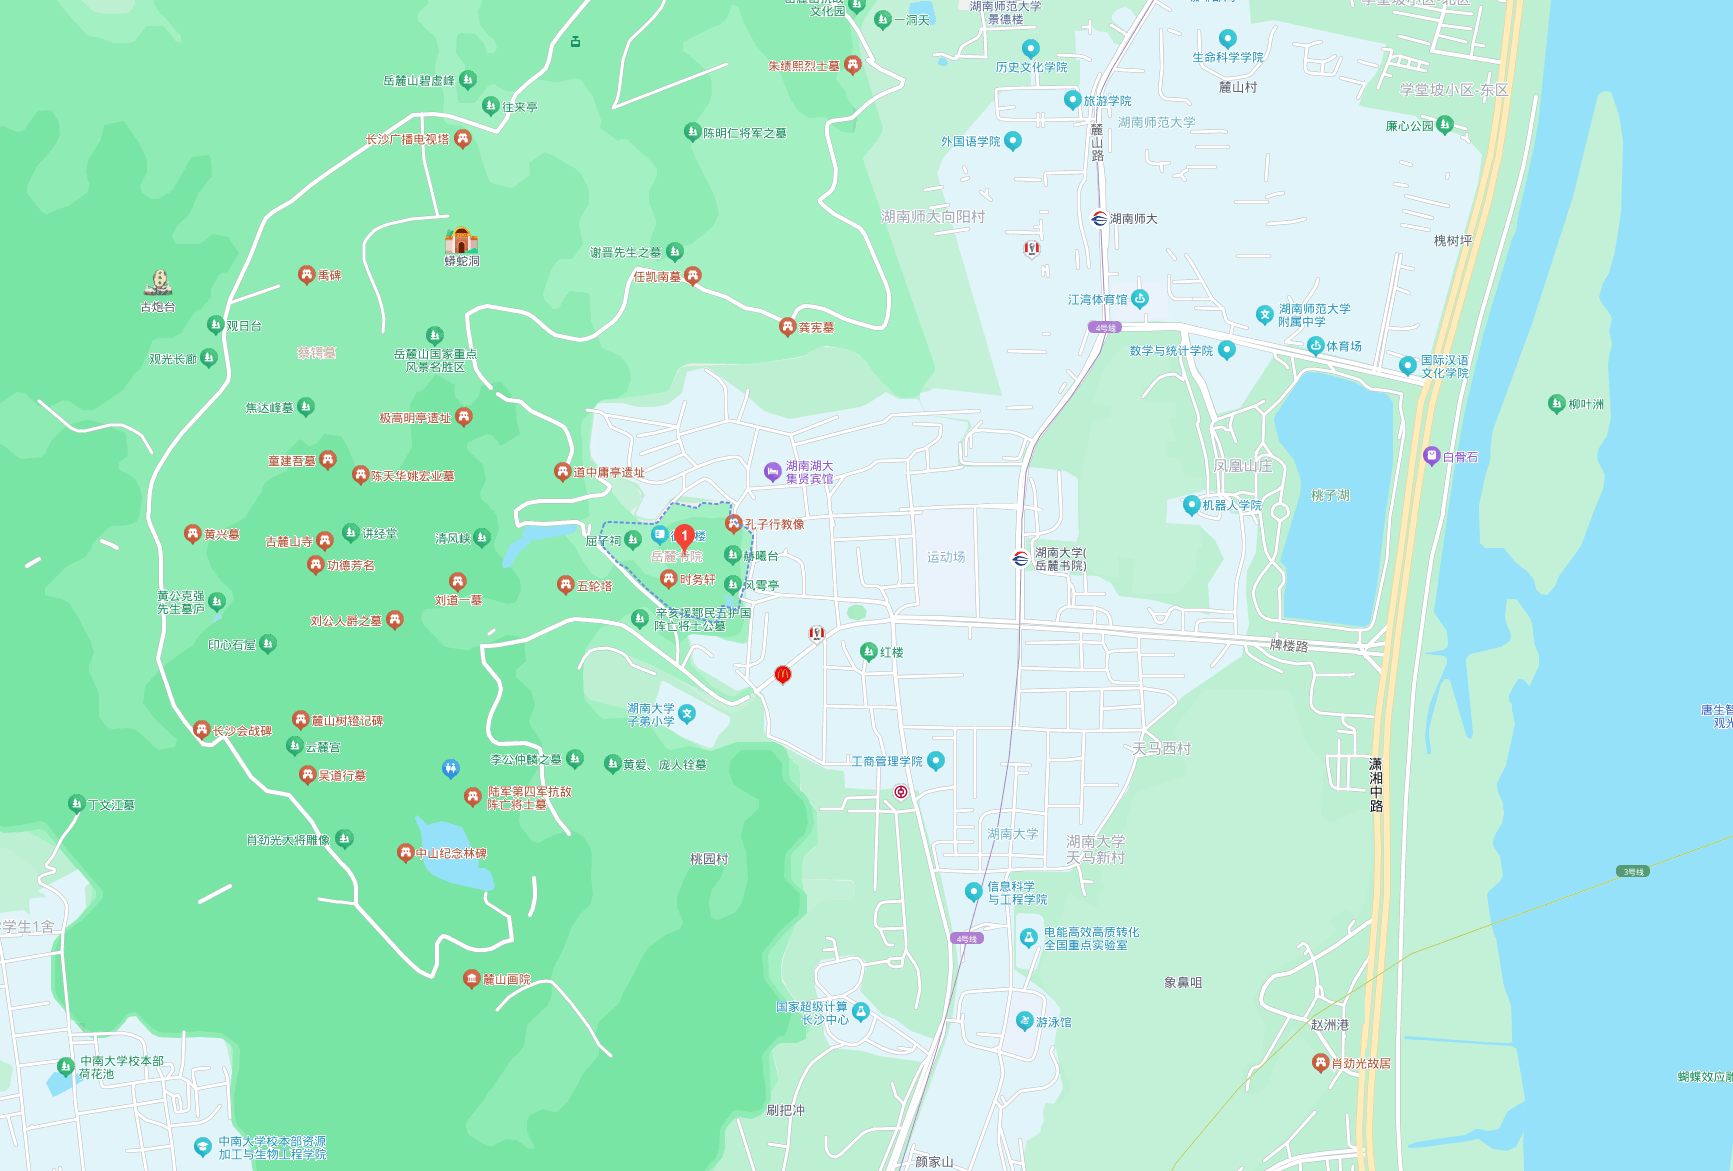 文化园
一洞天
湖南师范大学
景德楼
朱绩熙烈士墓
历史文化学院
生命科学学院
麓山村
岳麓山碧虚峰
往来亭
旅游学院
学堂坡小区-东区
湖南师范大学
廉心公园
陈明仁将军之墓
长沙广播电视塔
外国语学院
麓山路
湖南师大向阳村
湖南师大
槐树坪
谢晋先生之墓
蟒蛇洞
任凯南墓
禹碑
古炮台
江湾体育馆
湖南师范大学
附属中学
观日台
龚宪墓
4号线
体育场
数学与统计学院
观光长廊
蔡锷墓
岳麓山国家重点
风景名胜区
国际汉语
文化学院
焦达峰墓
极高明亭遗址
柳叶洲
童建吾墓
陈天华姚宏业墓
道中庸亭遗址
湖南湖大
集贤宾馆
凤凰山庄
白骨石
桃子湖
机器人学院
黄兴墓
古麓山寺
讲经堂
清风峡
屈子祠
1
孔子行教像
岳麓书院
赫曦台
运动场
湖南大学(
岳麓书院)
功德芳名
刘道一墓
五轮塔
时务轩
风雩亭
黄公克强
先生墓庐
刘公人爵之墓
辛亥援鄂民五护国
阵亡将士公墓
印心石屋
红楼
牌楼路
湖南大学
子弟小学
长沙会战碑
麓山树镫记碑
云麓宫
吴道行墓
李公仲麟之墓
黄爱、庞人铨墓
工商管理学院
天马西村
唐生智
观光
潇湘中路
丁文江墓
陆军第四军抗敌
阵亡将士墓
肖劲光大将雕像
中山纪念林碑
桃园村
湖南大学
湖南大学
天马新村
3号线
信息科学
与工程学院
学生1舍
4号线
电能高效高质转化
全国重点实验室
麓山画院
象鼻咀
国家超级计算
长沙中心
游泳馆
赵洲港
肖劲光故居
中南大学校本部
荷花池
蝴蝶效应雕
刷把冲
中南大学校本部资源
加工与生物工程学院
颜家山